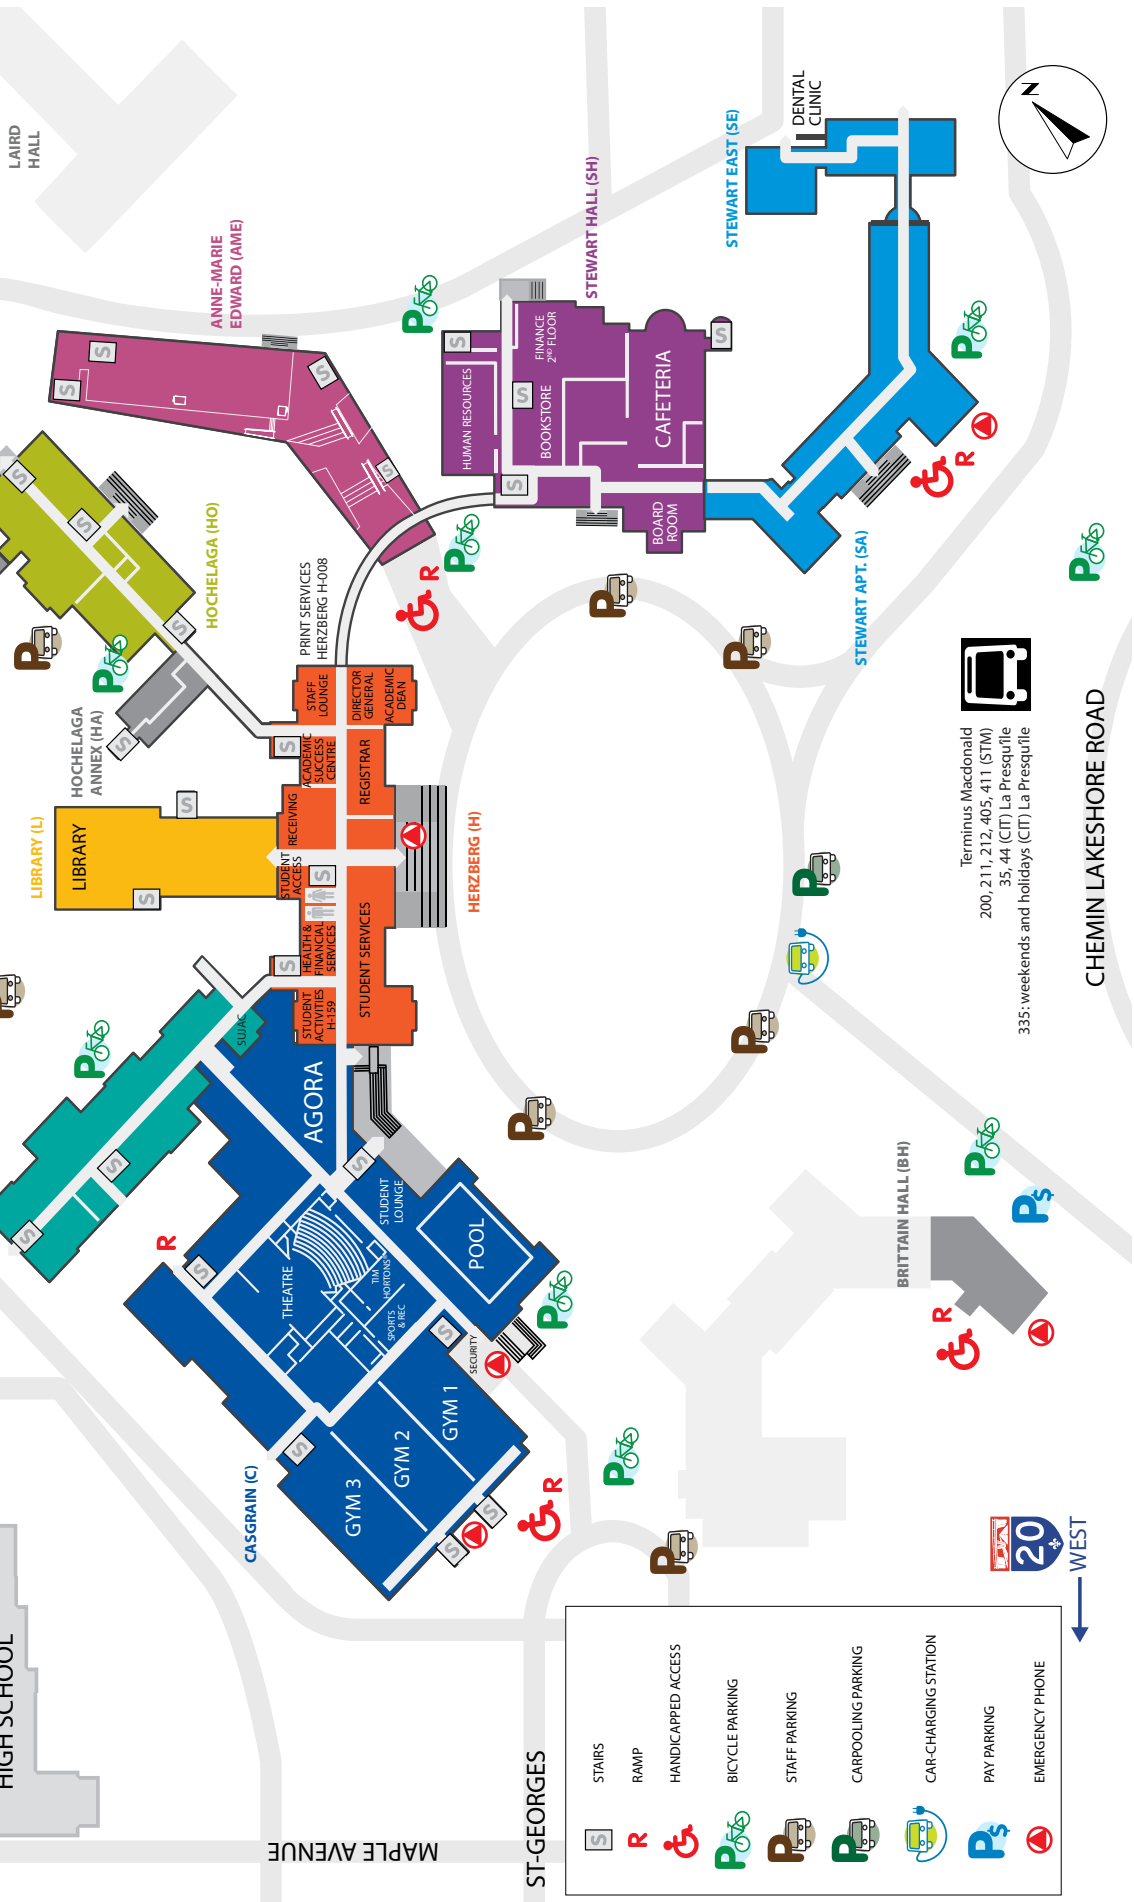 LAIRD
HALL
ANNE-MARIE
EDWARD (AME)
STEWART HALL (SH)
STEWART EAST (SE)
DENTAL
CLINIC
N
S
S
S
S
HUMAN RESOURCES
S
FINANCE
2ND FLOOR
S
BOOKSTORE
S
CAFETERIA
S
BOARD
ROOM
STEWART APT. (SA)
R
P
P
HOCHELAGA (HO)
S
S
S
P
P
HOCHELAGA
ANNEX (HA)
S
PRINT SERVICES
HERZBERG H-008
R
P
P
P
P
LIBRARY (L)
LIBRARY
S
S
STAFF
LOUNGE
DIRECTOR
GENERAL
ACADEMIC
DEAN
S
ACADEMIC
SUCCESS
CENTRE
REGISTRAR
RECEIVING
STUDENT
ACCESS
S
HEALTH &
FINANCIAL
SERVICES
S
STUDENT SERVICES
STUDENT
ACTIVITIES
H-159
HERZBERG (H)
Terminus Macdonald
200, 211, 212, 405, 411 (STM)
35, 44 (CIT) La Presqu'île
335: weekends and holidays (CIT) La Presqu'île
CHEMIN LAKESHORE ROAD
P
P
P
P
SUJAC
S
S
AGORA
S
STUDENT
LOUNGE
POOL
THEATRE
TIM
HORTONS
SPORTS
& REC
R
S
S
SECURITY
S
GYM 1
GYM 2
GYM 3
S
S
R
CASGRAIN (C)
P
P
P
P$
P
BRITTAIN HALL (BH)
R
20
WEST
HIGH SCHOOL
MAPLE AVENUE
ST-GEORGES
S STAIRS
R RAMP
HANDICAPPED ACCESS
P BICYCLE PARKING
P STAFF PARKING
P CARPOOLING PARKING
CAR-CHARGING STATION
P$ PAY PARKING
EMERGENCY PHONE